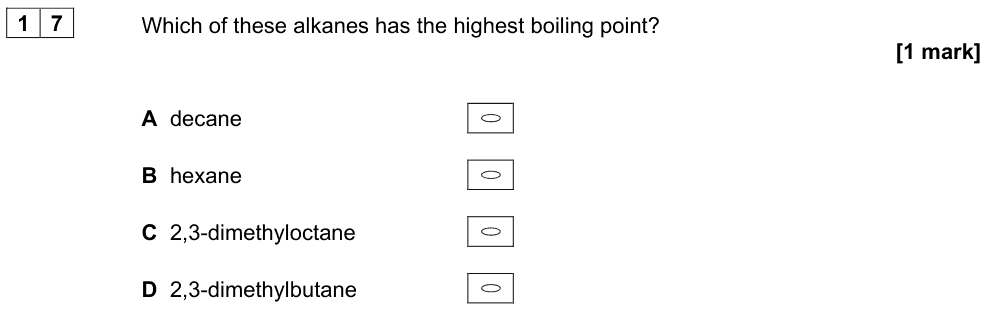 1 7 Which of these alkanes has the highest boiling point?
[1 mark]
A decane
B hexane
C 2,3-dimethyloctane
D 2,3-dimethylbutane